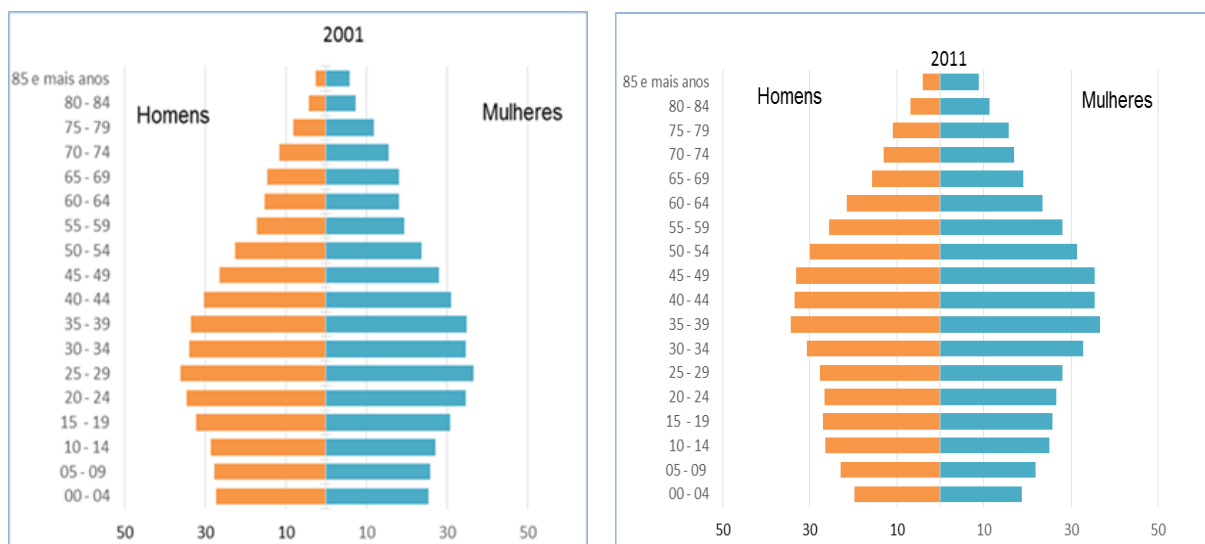 2001
85 e mais anos
Homens
Mulheres
80 - 84
75 - 79
70 - 74
65 - 69
60 - 64
55 - 59
50 - 54
45 - 49
40 - 44
35 - 39
30 - 34
25 - 29
20 - 24
15 - 19
10 - 14
05 - 09
00 - 04
50 30 10 10 30 50
2011
85 e mais anos
Homens
Mulheres
80 - 84
75 - 79
70 - 74
65 - 69
60 - 64
55 - 59
50 - 54
45 - 49
40 - 44
35 - 39
30 - 34
25 - 29
20 - 24
15 - 19
10 - 14
05 - 09
00 - 04
50 30 10 10 30 50